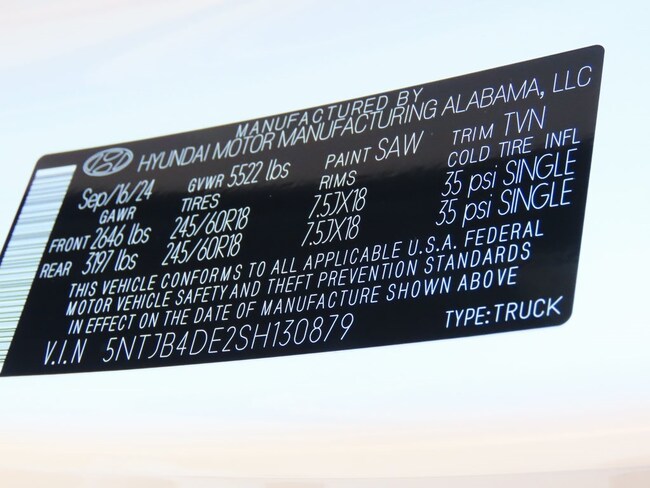 MANUFACTURED BY
HYUNDAI MOTOR MANUFACTURING ALABAMA, LLC
Sep/16/24 GVWR 5522 lbs PAINT SAW TRIM TVN
GAWR TIRES RIMS COLD TIRE INFL
FRONT 2646 lbs 245/60R18 7.5JX18 35 psi SINGLE
REAR 3197 lbs 245/60R18 7.5JX18 35 psi SINGLE
THIS VEHICLE CONFORMS TO ALL APPLICABLE U.S.A. FEDERAL
MOTOR VEHICLE SAFETY AND THEFT PREVENTION STANDARDS
IN EFFECT ON THE DATE OF MANUFACTURE SHOWN ABOVE
V.I.N 5NTJB4DE2SH130879 TYPE:TRUCK